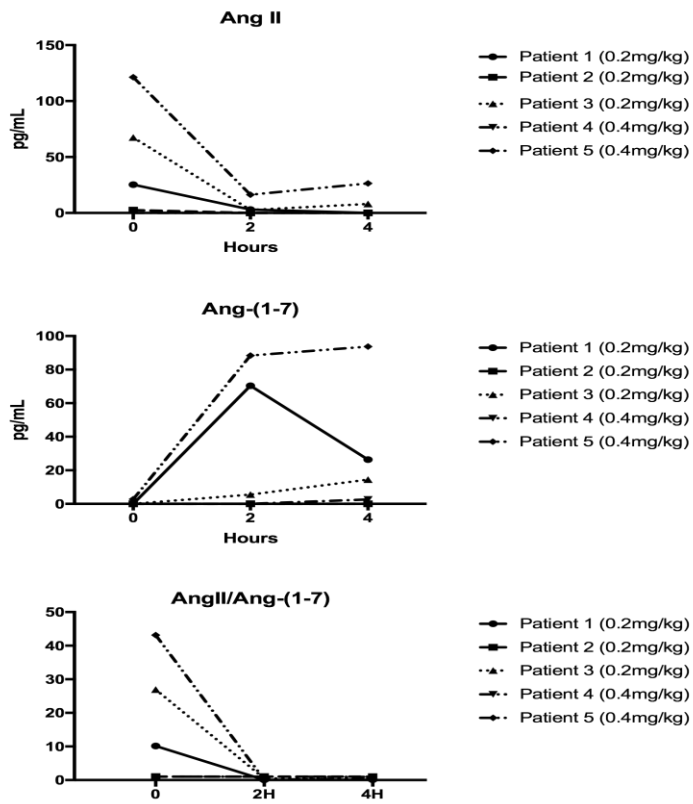 Ang II
150
100
50
0
pg/mL
0 2 4
Hours
Patient 1 (0.2mg/kg)
Patient 2 (0.2mg/kg)
Patient 3 (0.2mg/kg)
Patient 4 (0.4mg/kg)
Patient 5 (0.4mg/kg)
Ang-(1-7)
100
80
60
40
20
0
pg/mL
0 2 4
Hours
Patient 1 (0.2mg/kg)
Patient 2 (0.2mg/kg)
Patient 3 (0.2mg/kg)
Patient 4 (0.4mg/kg)
Patient 5 (0.4mg/kg)
AngII/Ang-(1-7)
50
40
30
20
10
0
0 2H 4H
Patient 1 (0.2mg/kg)
Patient 2 (0.2mg/kg)
Patient 3 (0.2mg/kg)
Patient 4 (0.4mg/kg)
Patient 5 (0.4mg/kg)